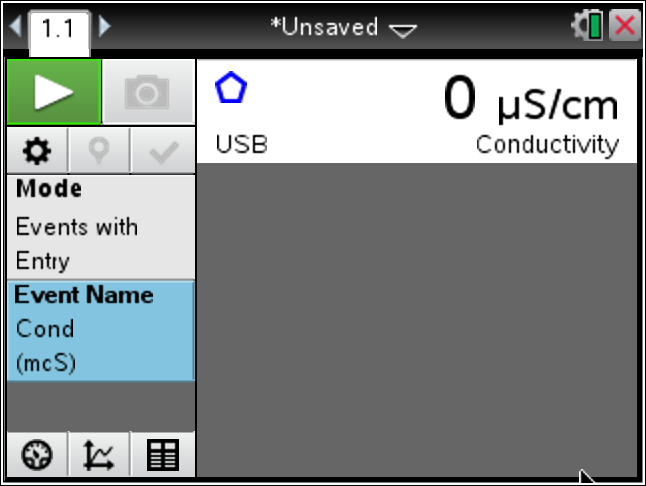 1.1
*Unsaved
0 µS/cm
USB
Conductivity
Mode
Events with
Entry
Event Name
Cond
(mcS)